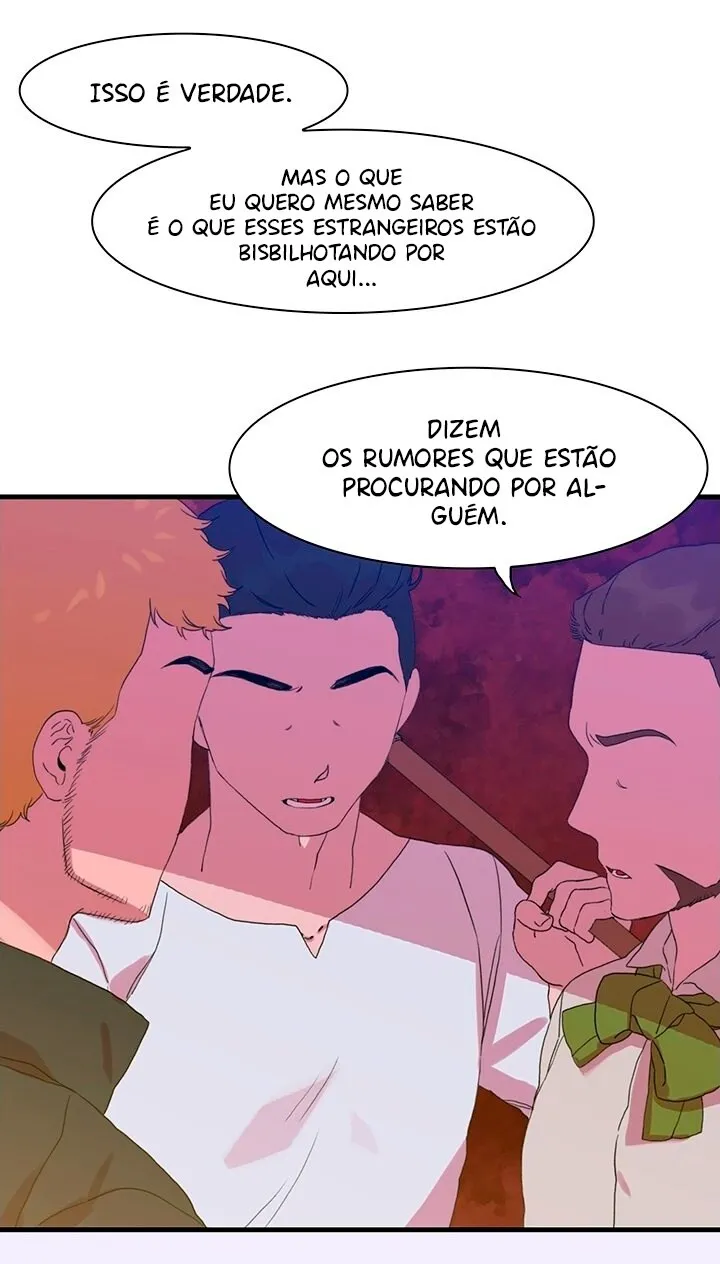 ISSO É VERDADE.
MAS O QUE
EU QUERO MESMO SABER
É O QUE ESSES ESTRANGEIROS ESTÃO
BISBILHOTANDO POR
AQUI...
DIZEM
OS RUMORES QUE ESTÃO
PROCURANDO POR AL-
GUÉM.